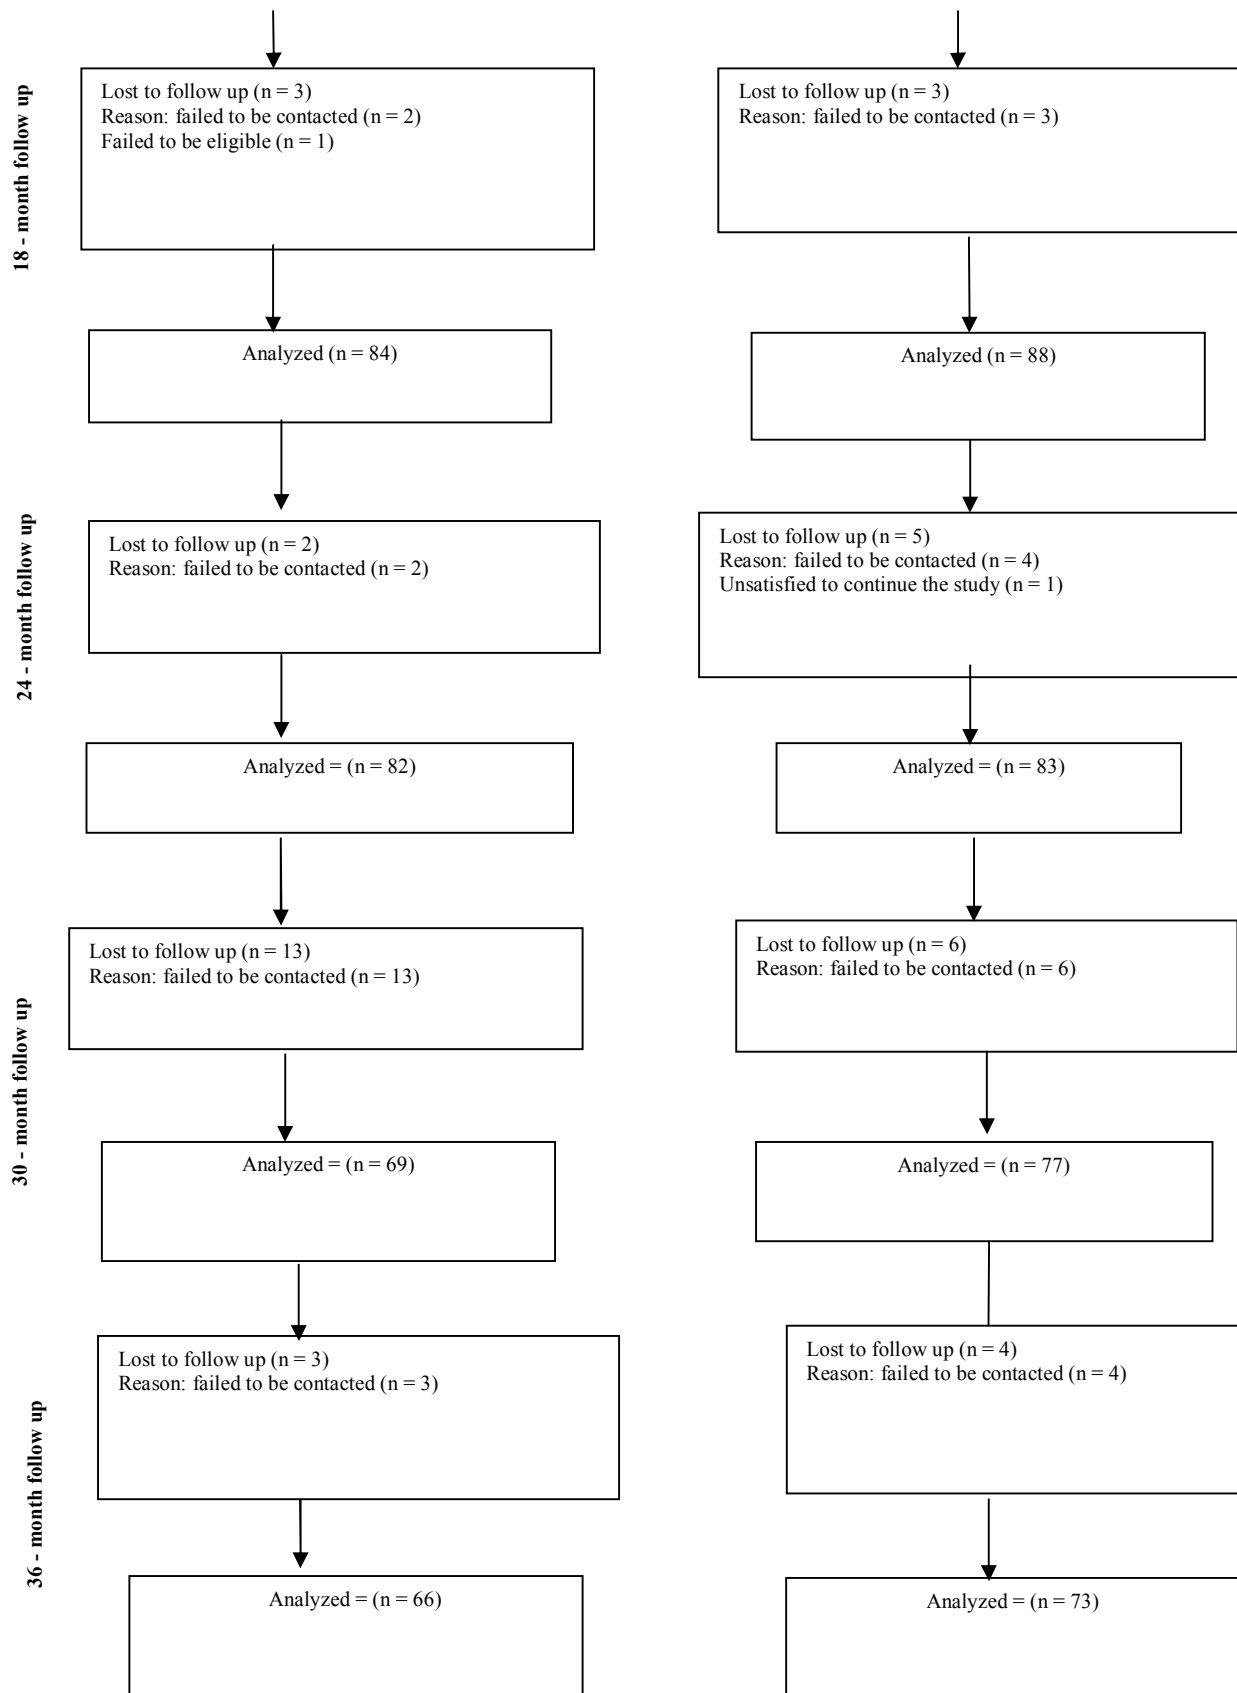 18 - month follow up
Lost to follow up (n = 3)
Reason: failed to be contacted (n = 2)
Failed to be eligible (n = 1)
Lost to follow up (n = 3)
Reason: failed to be contacted (n = 3)
Analyzed (n = 84)
Analyzed (n = 88)
24 - month follow up
Lost to follow up (n = 2)
Reason: failed to be contacted (n = 2)
Lost to follow up (n = 5)
Reason: failed to be contacted (n = 4)
Unsatisfied to continue the study (n = 1)
Analyzed = (n = 82)
Analyzed = (n = 83)
30 - month follow up
Lost to follow up (n = 13)
Reason: failed to be contacted (n = 13)
Lost to follow up (n = 6)
Reason: failed to be contacted (n = 6)
Analyzed = (n = 69)
Analyzed = (n = 77)
36 - month follow up
Lost to follow up (n = 3)
Reason: failed to be contacted (n = 3)
Lost to follow up (n = 4)
Reason: failed to be contacted (n = 4)
Analyzed = (n = 66)
Analyzed = (n = 73)